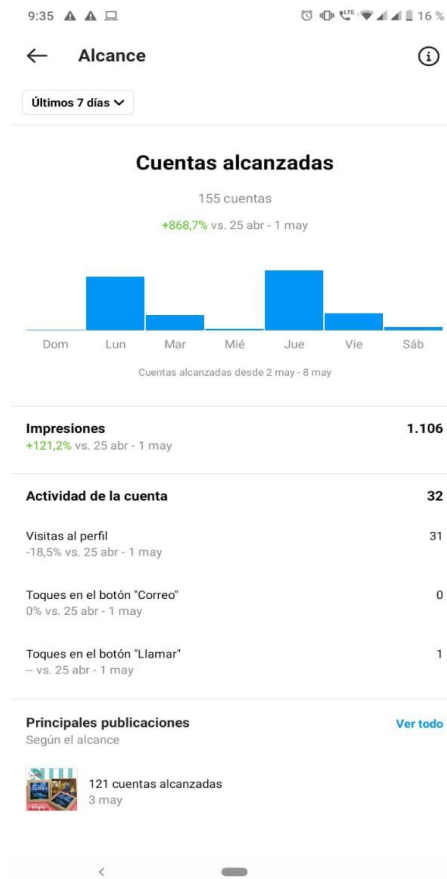 9:35
LTE
16 %
Alcance
Últimos 7 días
Cuentas alcanzadas
155 cuentas
+868,7% vs. 25 abr - 1 may
Dom Lun Mar Mié Jue Vie Sáb
Cuentas alcanzadas desde 2 may - 8 may
Impresiones 1.106
+121,2% vs. 25 abr - 1 may
Actividad de la cuenta 32
Visitas al perfil 31
-18,5% vs. 25 abr - 1 may
Toques en el botón "Correo" 0
0% vs. 25 abr - 1 may
Toques en el botón "Llamar" 1
-- vs. 25 abr - 1 may
Principales publicaciones Ver todo
Según el alcance
121 cuentas alcanzadas
3 may